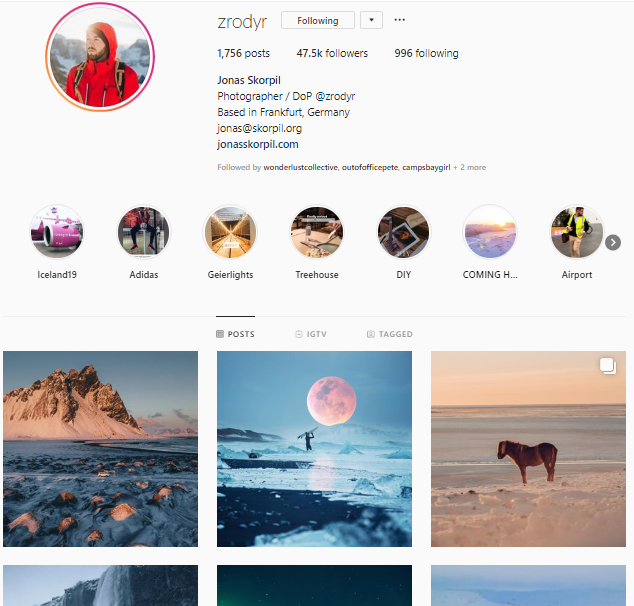 zrodyr Following
1,756 posts 47.5k followers 996 following
Jonas Skorpil
Photographer / DoP @zrodyr
Based in Frankfurt, Germany
jonas@skorpil.org
jonasskorpil.com
Followed by wonderlustcollective, outofofficepete, campsbaygirl + 2 more
DIY
Iceland19 Adidas Geierlights Treehouse DIY COMING H... Airport
POSTS IGTV TAGGED